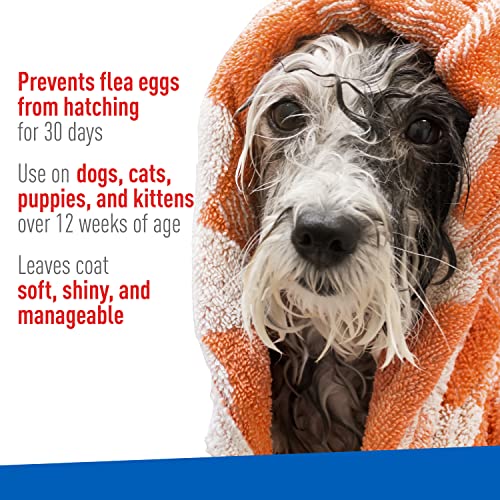 Prevents flea eggs
from hatching
for 30 days
Use on dogs, cats,
puppies, and kittens
over 12 weeks of age
Leaves coat
soft, shiny, and
manageable